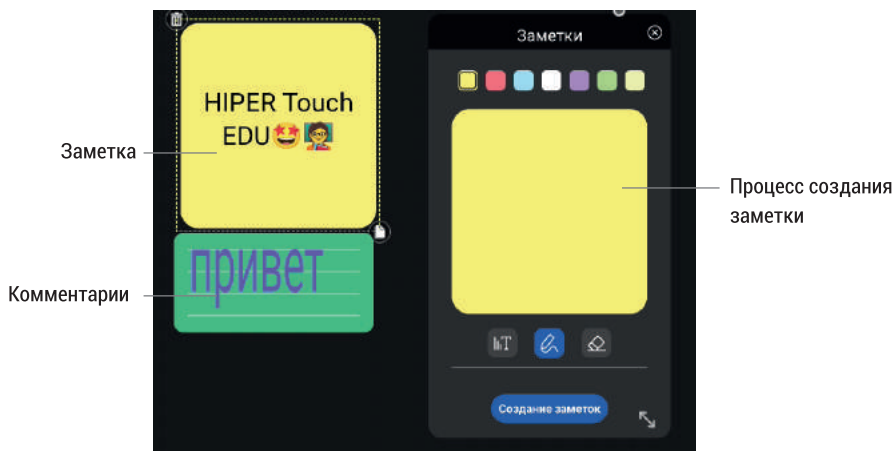 Заметки
HIPER Touch
EDU🤩👩‍🏫
Заметка
Процесс создания
заметки
привет
Комментарии
T
Создание заметок